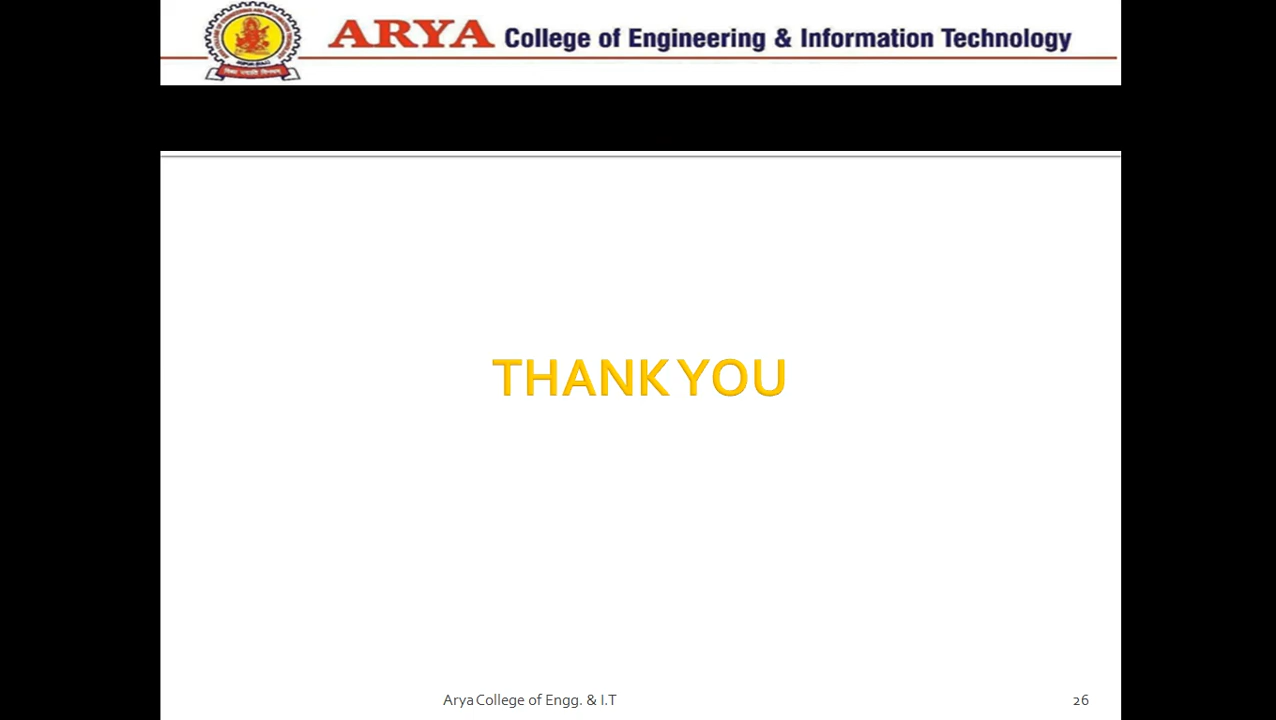 ARYA College of Engineering & Information Technology
THANK YOU
Arya College of Engg. & I.T
26